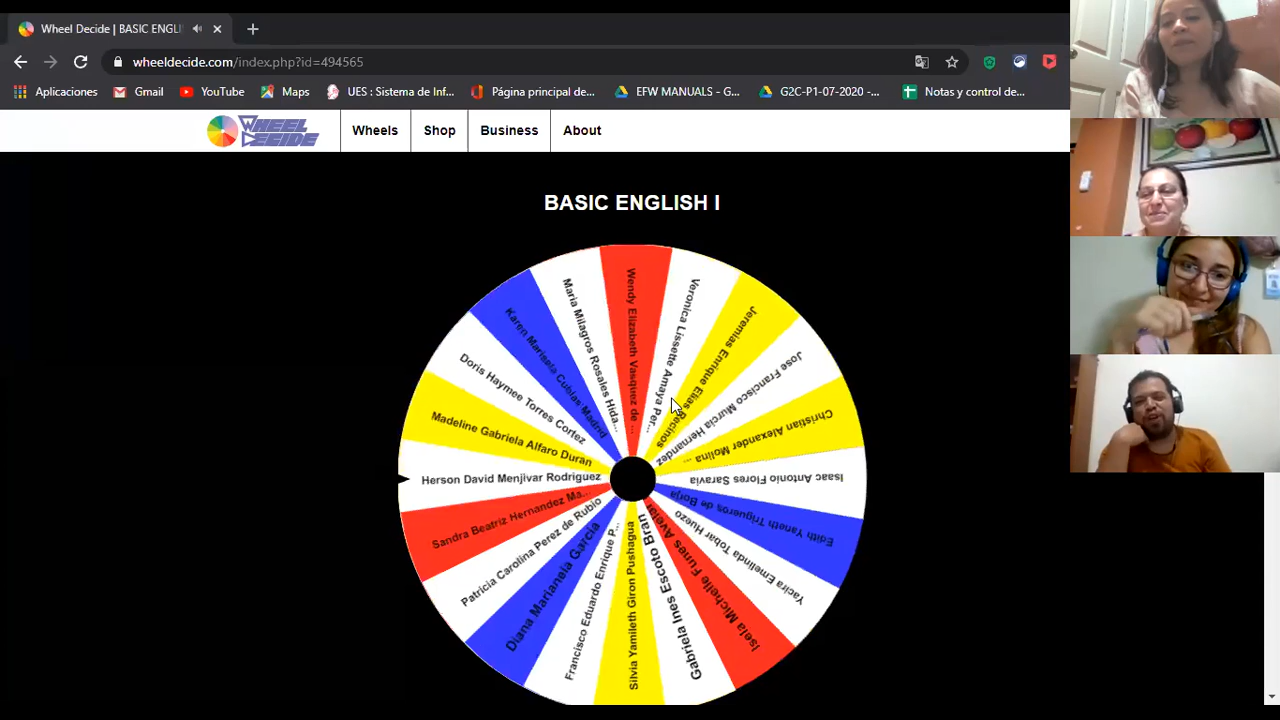 Wheel Decide | BASIC ENGLI
wheeldecide.com/index.php?id=494565
Aplicaciones
Gmail
YouTube
Maps
UES : Sistema de Inf...
Página principal de...
EFW MANUALS - G...
G2C-P1-07-2020 -...
Notas y control de...
WHEEL DECIDE
Wheels
Shop
Business
About
BASIC ENGLISH I
Wendy Elizabeth Vasquez de ...
Veronica Lissette Amaya Per...
Jeremias Enrique Elias Recinos
Jose Francisco Murcia Hernandez
Christian Alexander Molina ...
Isaac Antonio Flores Saravia
Edith Yaneth Trigueros de Borja
Yacira Emelinda Tobar Huezo
Isela Michelle Funes
Gabriela Ines Escoto Bran
Silvia Yamileth Giron Pushagua
Francisco Eduardo Enrique P...
Diana Marianela Garcia
Patricia Carolina Perez de Rubio
Sandra Beatriz Hernandez Ma...
Herson David Menjivar Rodriguez
Madeline Gabriela Alfaro Duran
Doris Haymee Torres Cortez
Karen Marissela Cubias Madrid
Maria Milagros Rosales Hida...